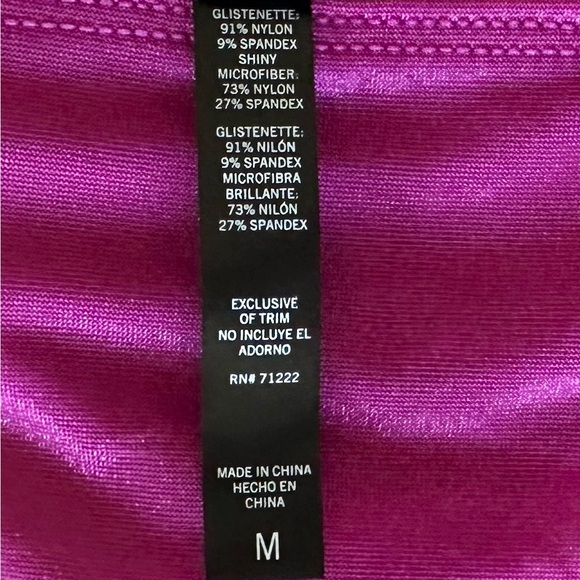 GLISTENETTE:
91% NYLON
9% SPANDEX
SHINY
MICROFIBER:
73% NYLON
27% SPANDEX
GLISTENETTE:
91% NILÓN
9% SPANDEX
MICROFIBRA
BRILLANTE:
73% NILÓN
27% SPANDEX
EXCLUSIVE
OF TRIM
NO INCLUYE EL
ADORNO
RN# 71222
MADE IN CHINA
HECHO EN
CHINA
M